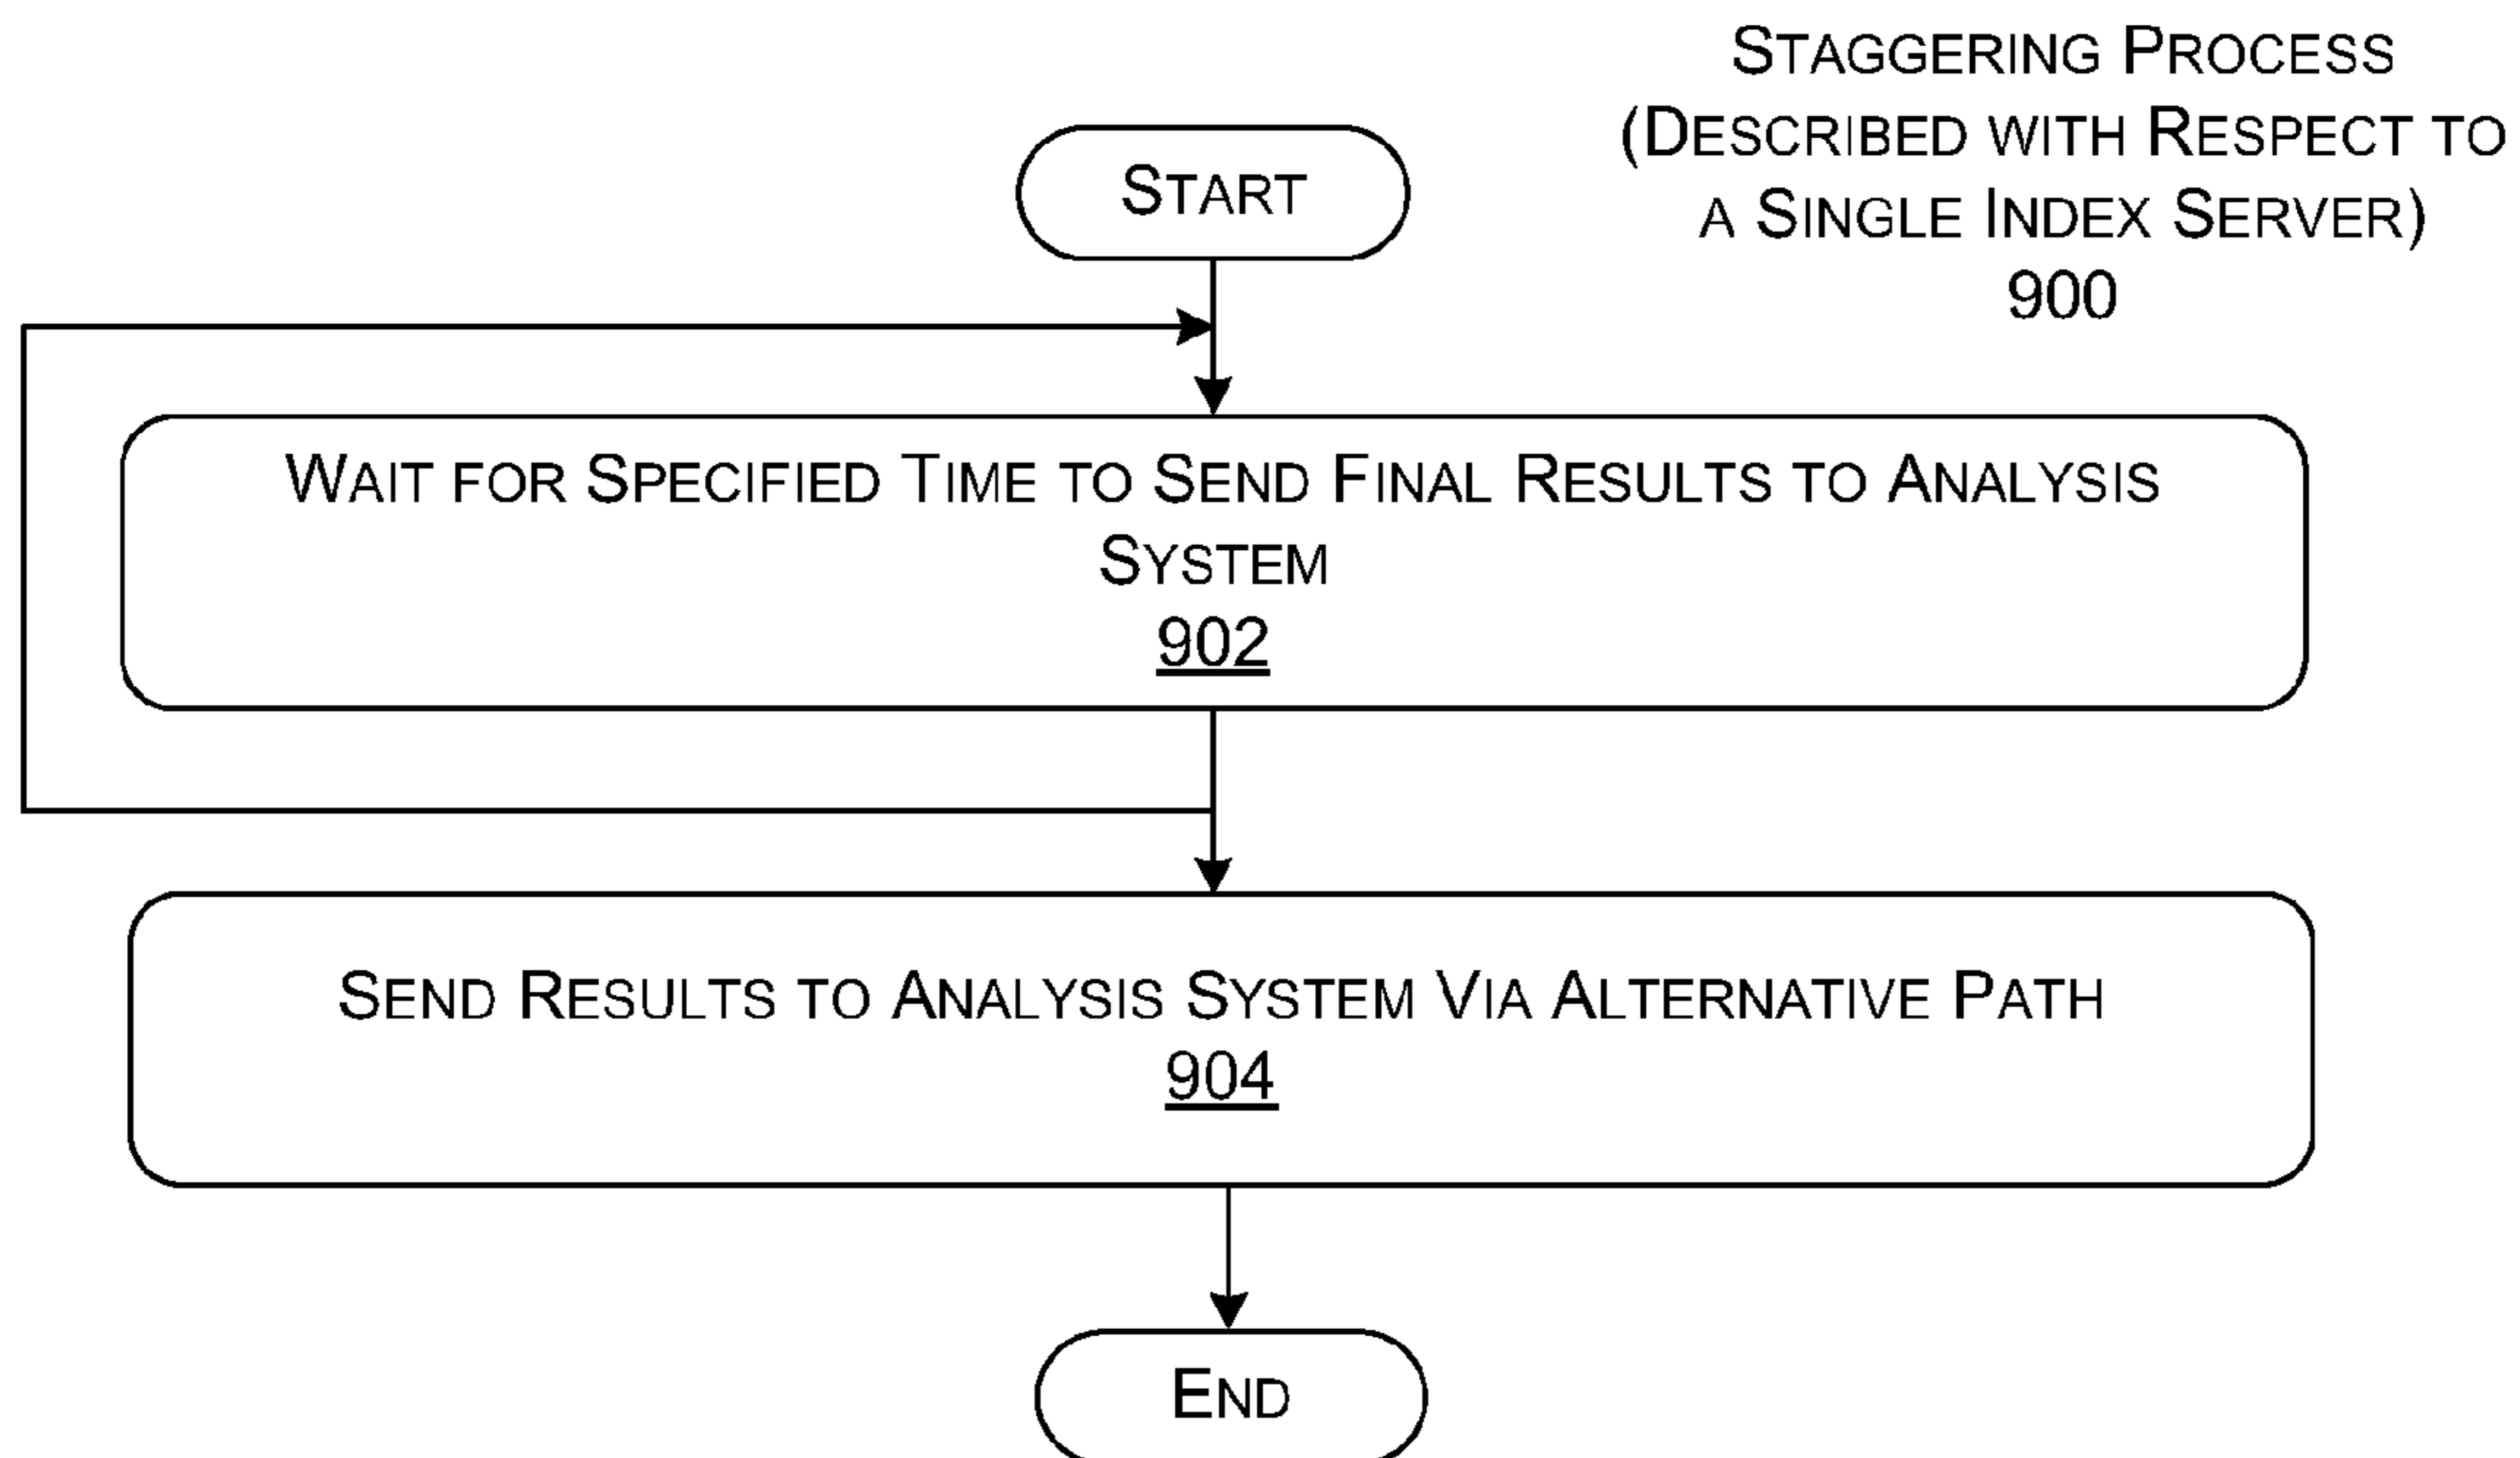 STAGGERING PROCESS
(DESCRIBED WITH RESPECT TO
A SINGLE INDEX SERVER)
900
START
WAIT FOR SPECIFIED TIME TO SEND FINAL RESULTS TO ANALYSIS
SYSTEM
902
SEND RESULTS TO ANALYSIS SYSTEM VIA ALTERNATIVE PATH
904
END